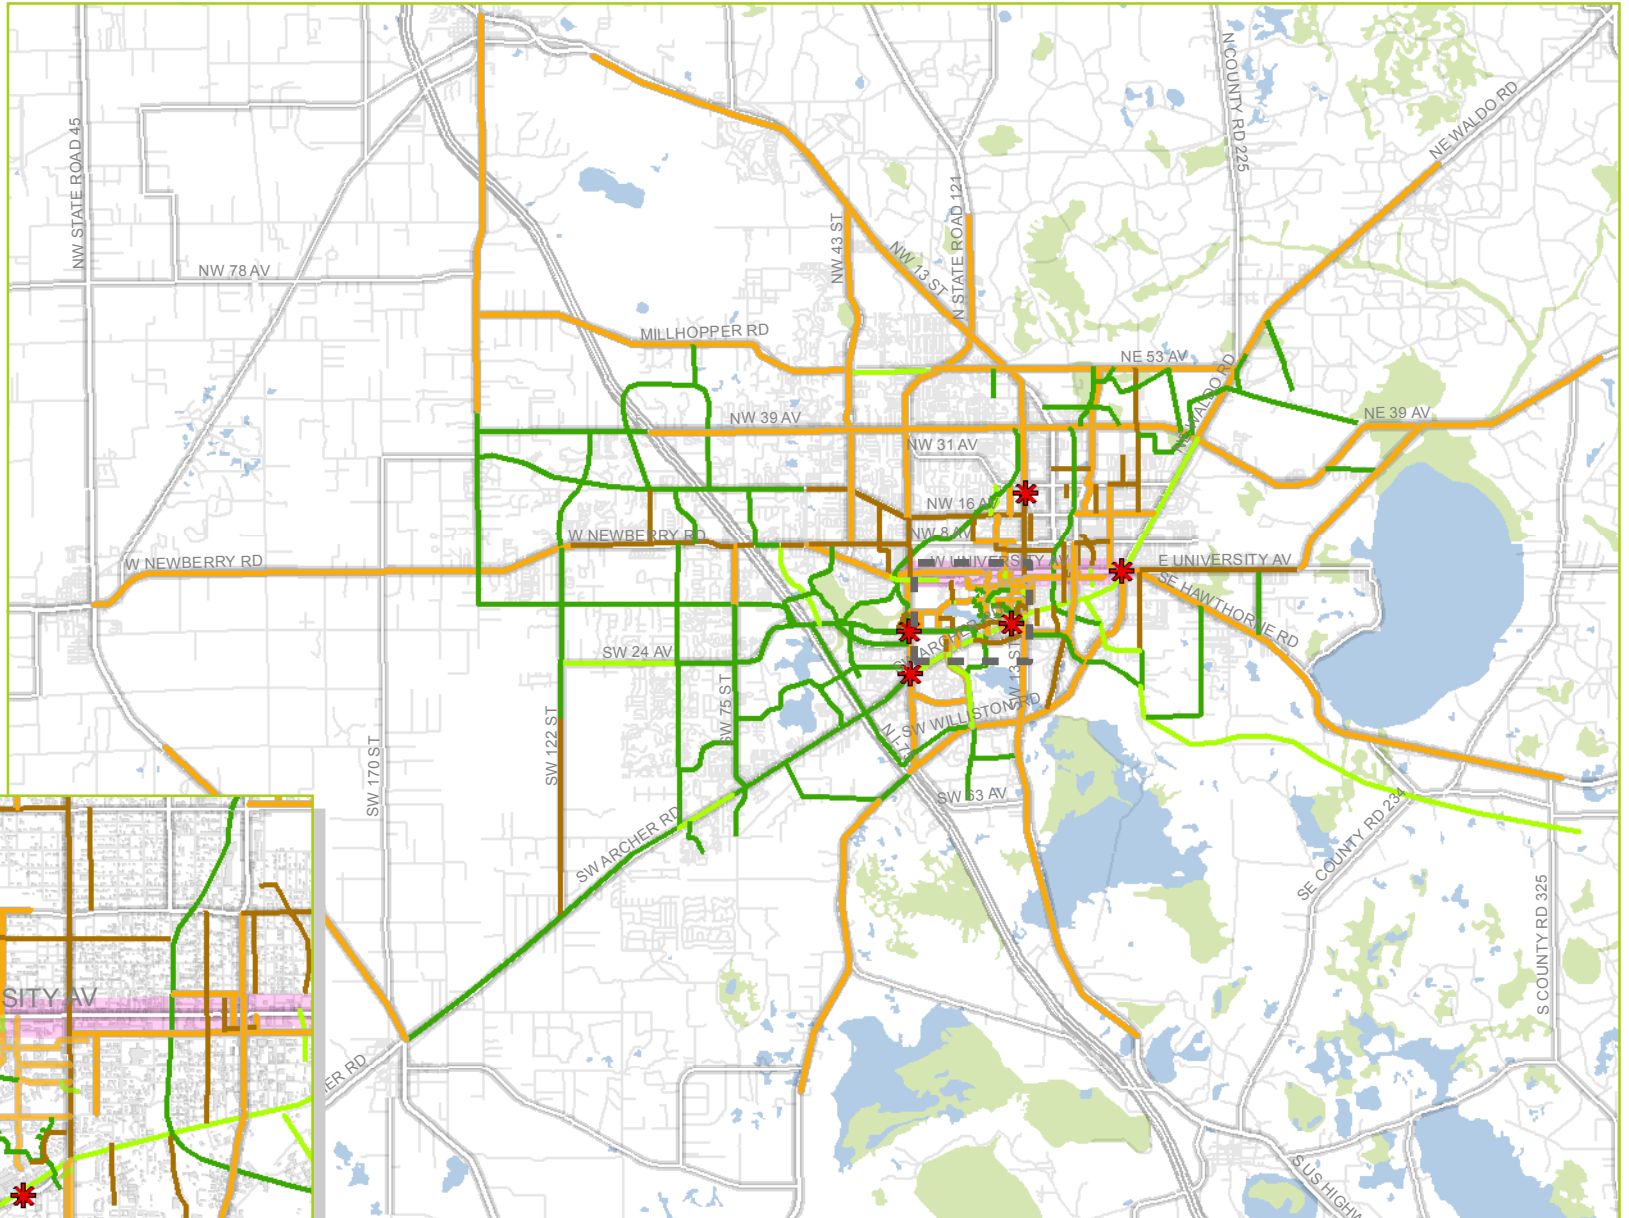 N COUNTY RD 225
NE WALDO RD
NW STATE ROAD 45
N STATE ROAD 121
NW 43 ST
NW 13 ST
NW 78 AV
MILLHOPPER RD
NE 53 AV
NE WALDO RD
NW 39 AV
NE 39 AV
NW 31 AV
NW 16 AV
NW 8 AV
W NEWBERRY RD
W NEWBERRY RD
W UNIVERSITY AV
E UNIVERSITY AV
SE HAWTHORNE RD
SW ARCHER
SW 24 AV
SW 13 ST
SW 75 ST
SW WILLISTON RD
SW 122 ST
SW 170 ST
N I-75
SW 63 AV
SE COUNTY RD 234
SW ARCHER RD
S COUNTY RD 325
SITY AV
ER RD
S US HIGHW